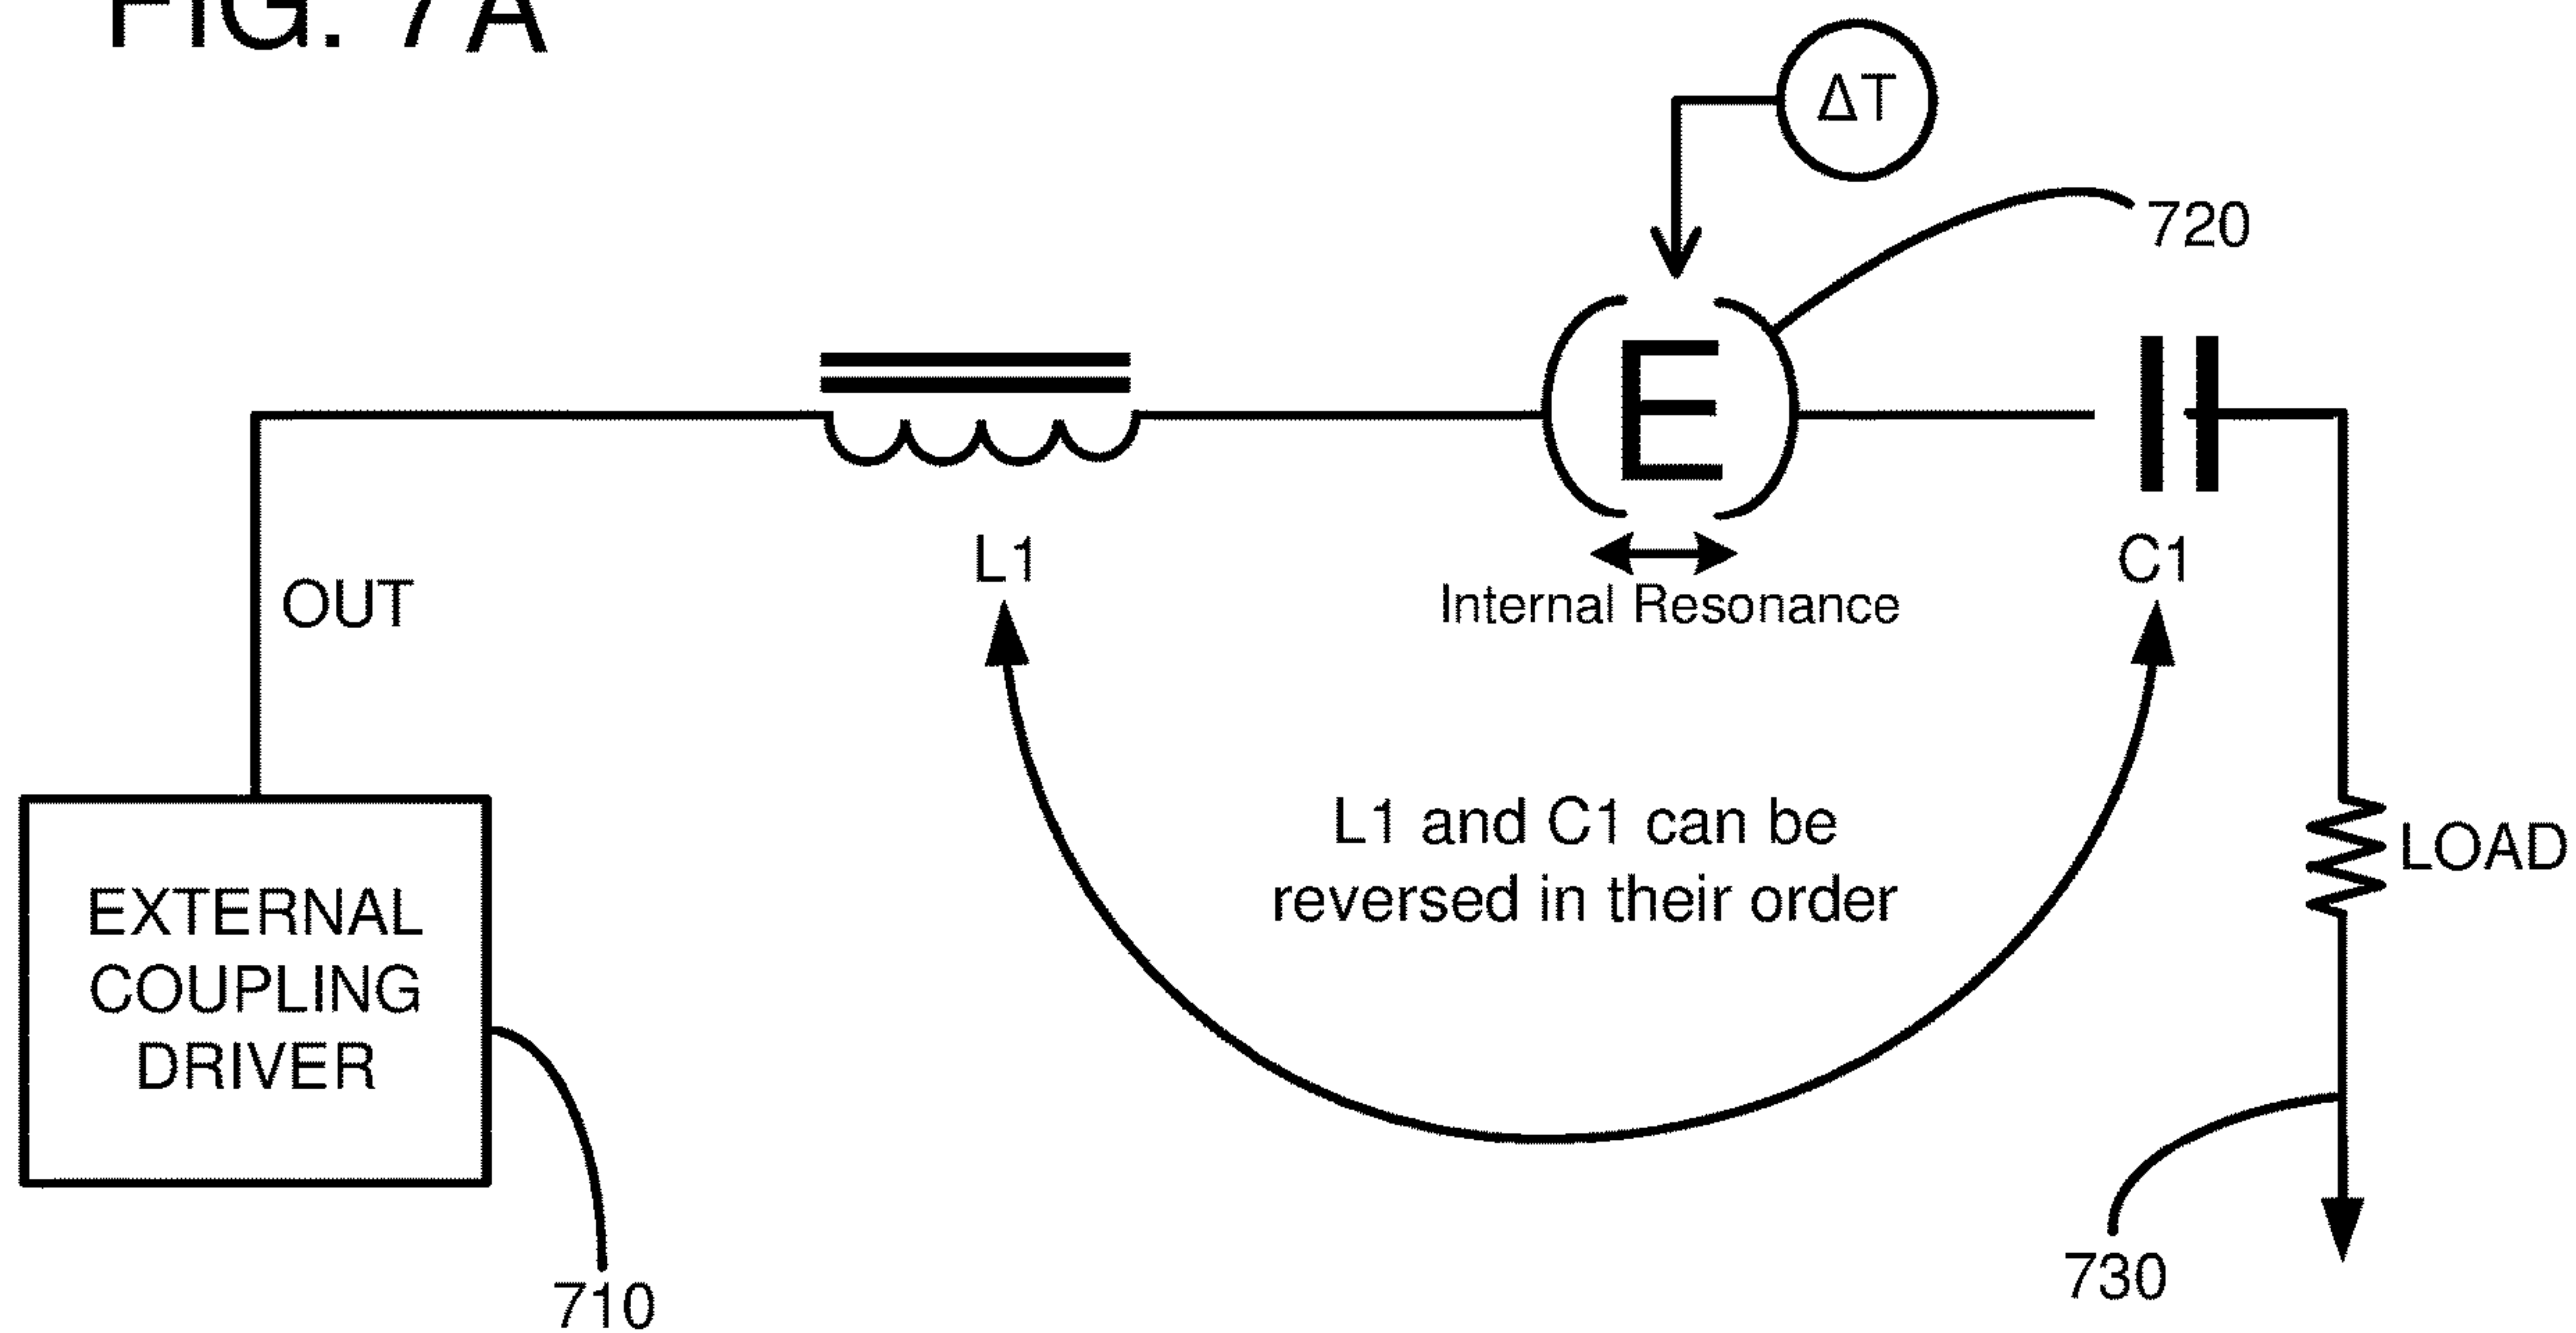 FIG. 7A
ΔT
720
E
L1
C1
Internal Resonance
OUT
L1 and C1 can be
reversed in their order
LOAD
EXTERNAL
COUPLING
DRIVER
710
730